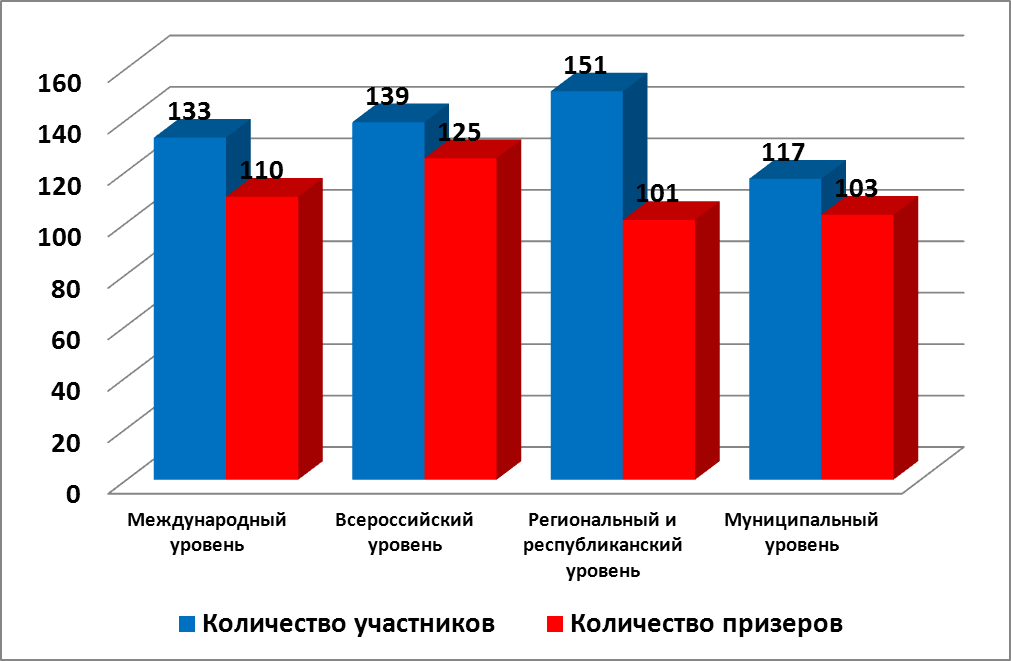 160
140
120
100
80
60
40
20
0
133
110
139
125
151
101
117
103
Международный
уровень
Всероссийский
уровень
Региональный и
республиканский
уровень
Муниципальный
уровень
Количество участников
Количество призеров